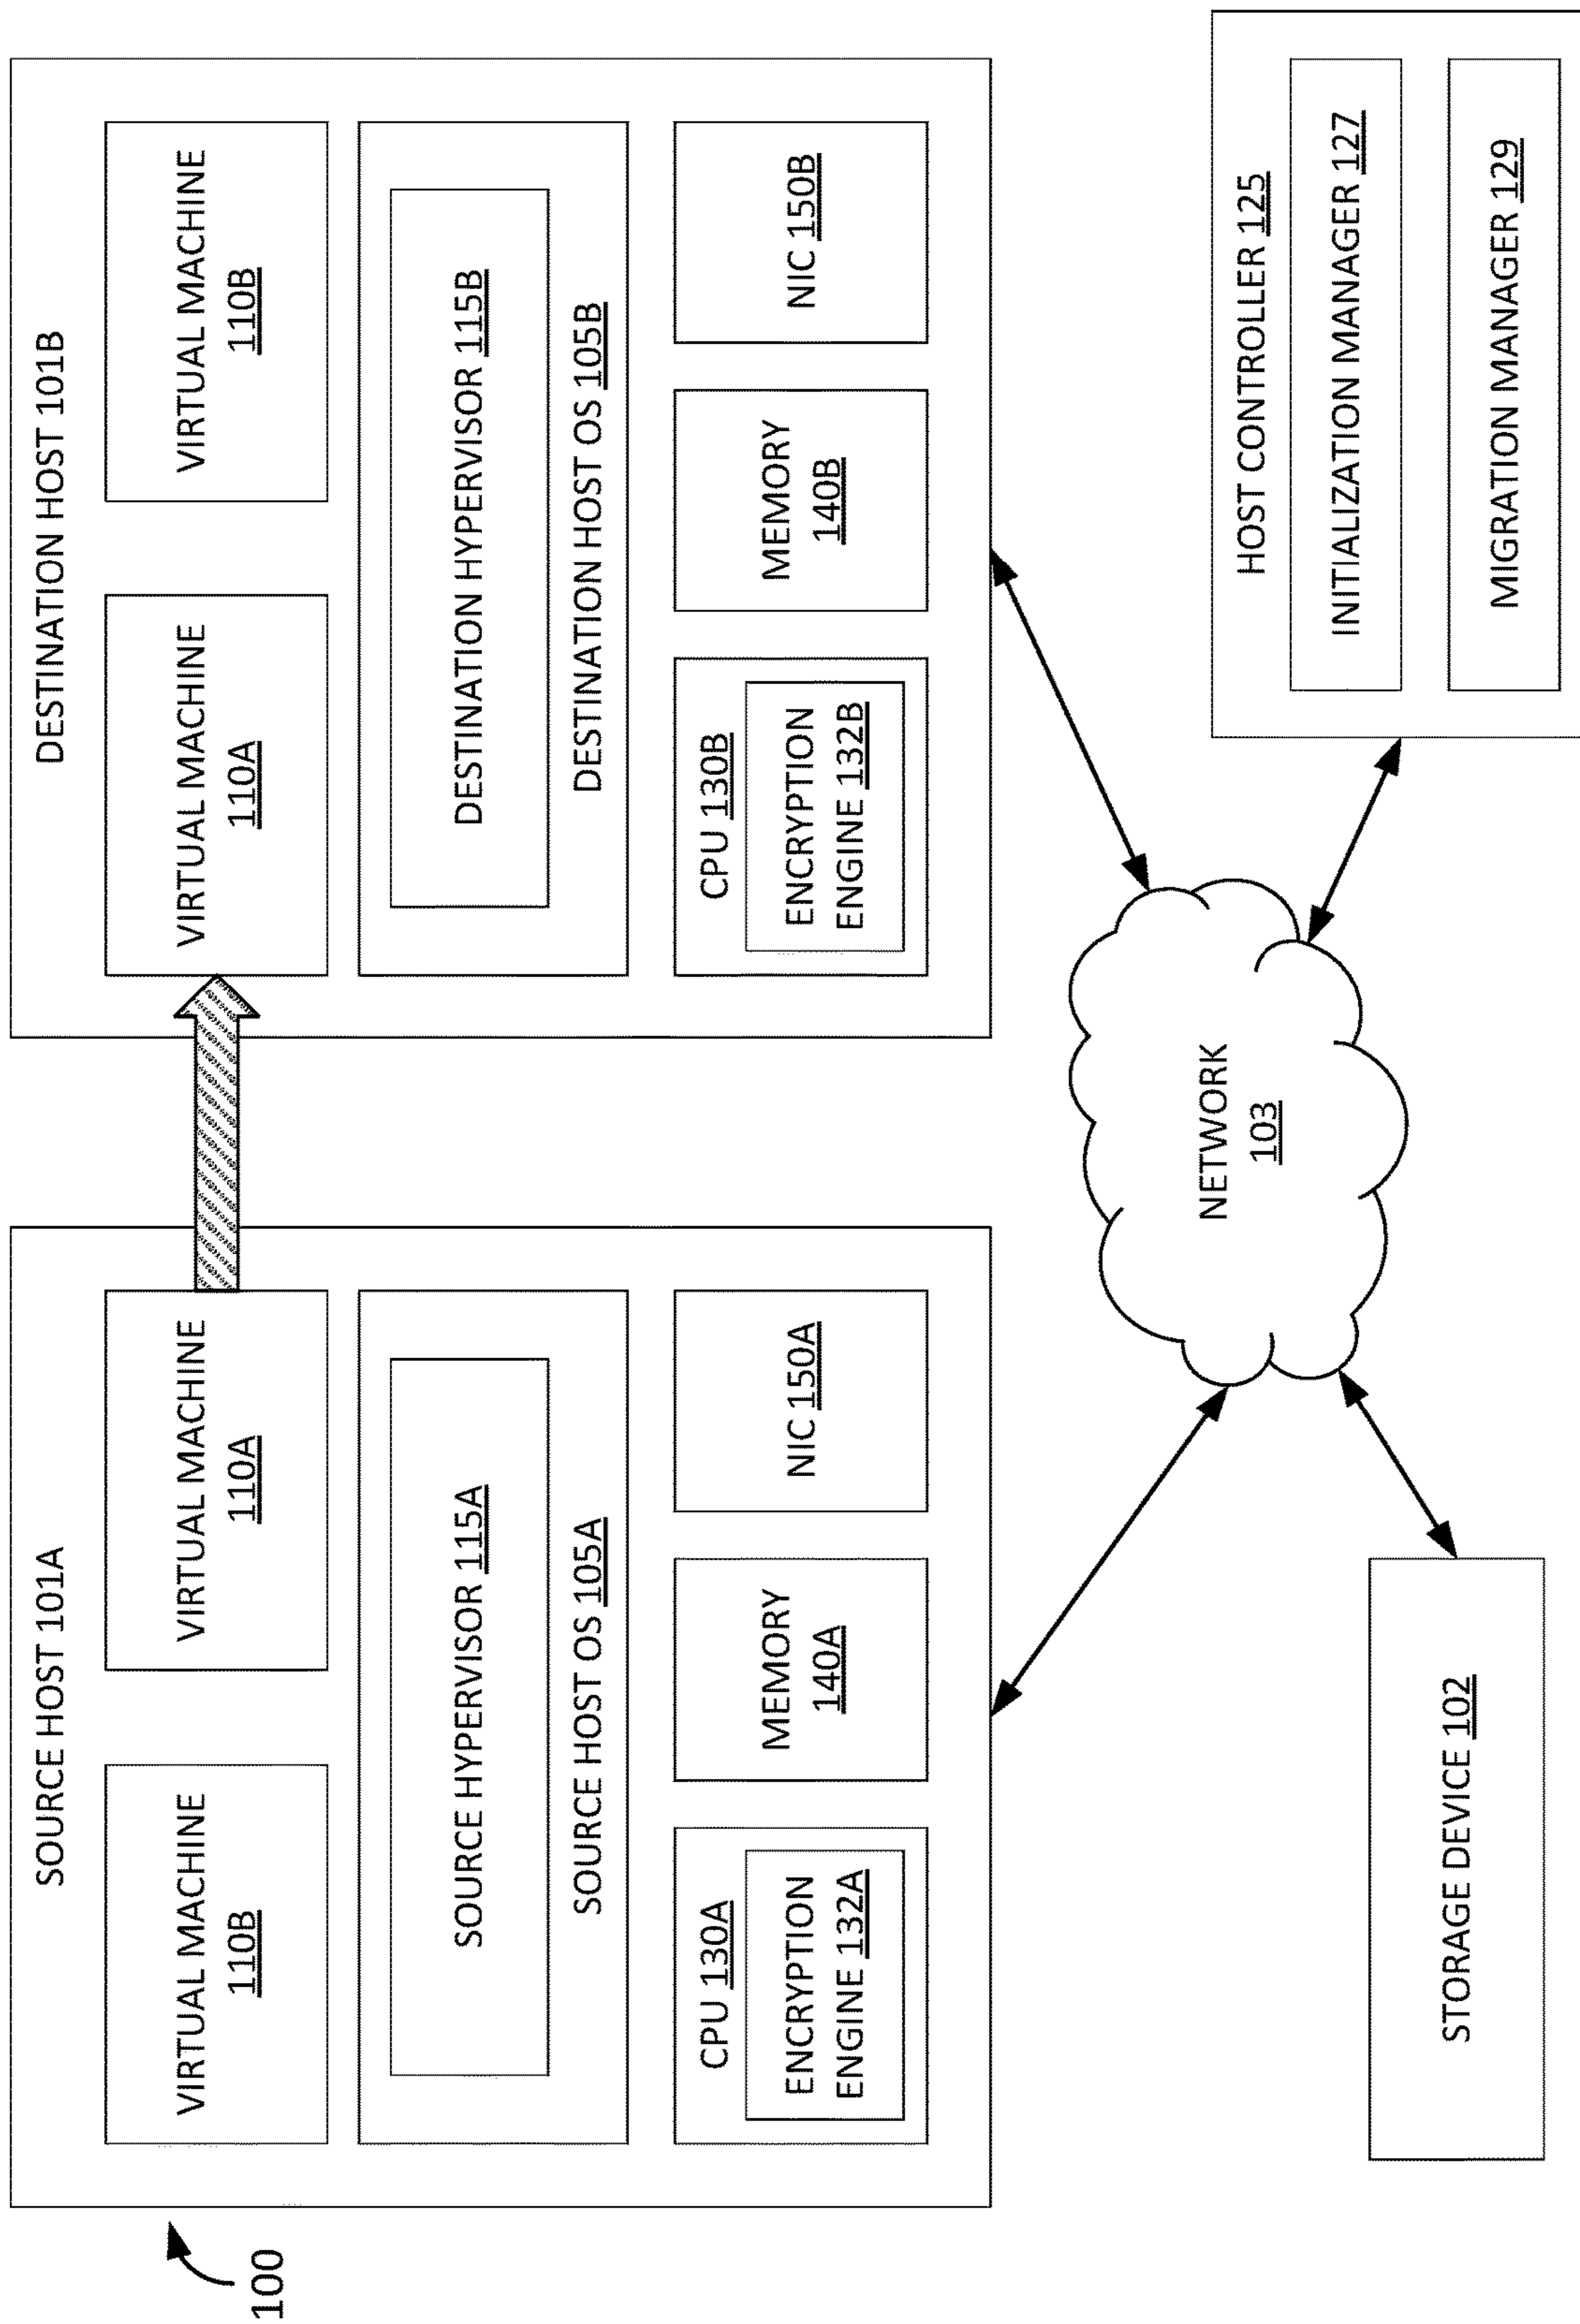 100
SOURCE HOST 101A
VIRTUAL MACHINE
110B
VIRTUAL MACHINE
110A
SOURCE HYPERVISOR 115A
SOURCE HOST OS 105A
CPU 130A
ENCRYPTION
ENGINE 132A
MEMORY
140A
NIC 150A
DESTINATION HOST 101B
VIRTUAL MACHINE
110A
VIRTUAL MACHINE
110B
DESTINATION HYPERVISOR 115B
DESTINATION HOST OS 105B
CPU 130B
ENCRYPTION
ENGINE 132B
MEMORY
140B
NIC 150B
NETWORK
103
STORAGE DEVICE 102
HOST CONTROLLER 125
INITIALIZATION MANAGER 127
MIGRATION MANAGER 129